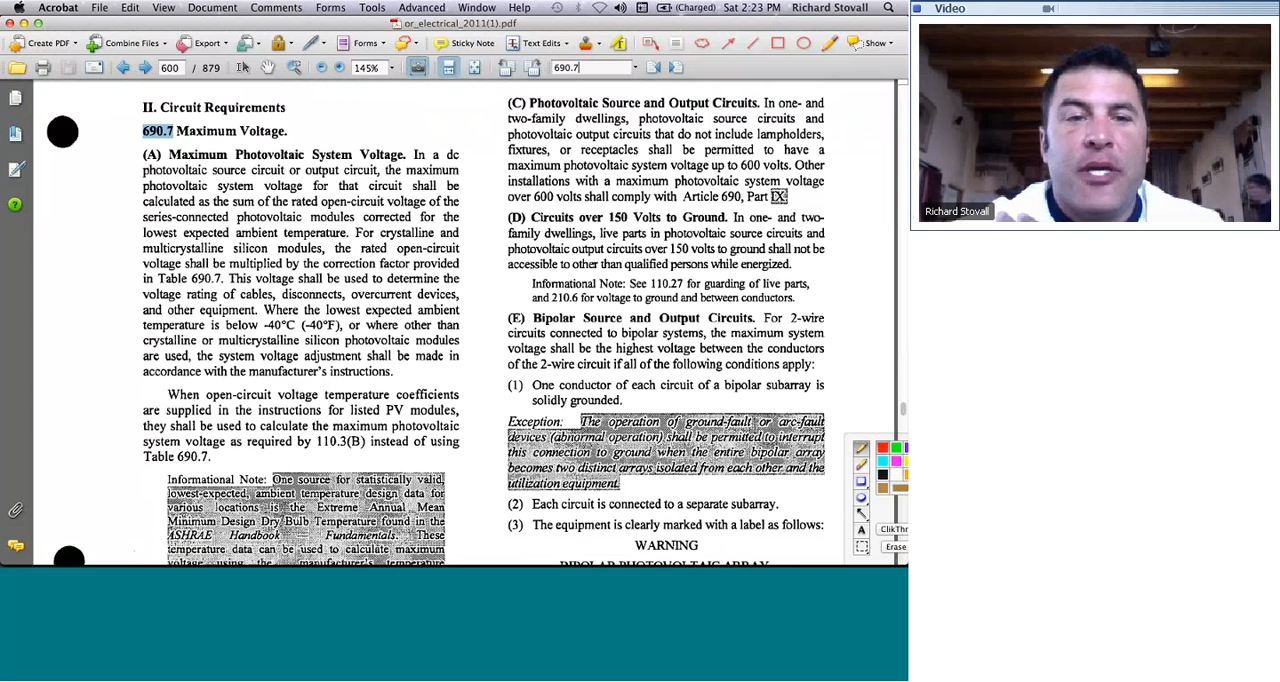 Acrobat File Edit View Document Comments Forms Tools Advanced Window Help (Charged) Sat 2:23 PM Richard Stovall
or_electrical_2011(1).pdf
Create PDF Combine Files Export Forms Sticky Note Text Edits Show
600 / 879 145% 690.7
II. Circuit Requirements
690.7 Maximum Voltage.
(A) Maximum Photovoltaic System Voltage. In a dc
photovoltaic source circuit or output circuit, the maximum
photovoltaic system voltage for that circuit shall be
calculated as the sum of the rated open-circuit voltage of the
series-connected photovoltaic modules corrected for the
lowest expected ambient temperature. For crystalline and
multicrystalline silicon modules, the rated open-circuit
voltage shall be multiplied by the correction factor provided
in Table 690.7. This voltage shall be used to determine the
voltage rating of cables, disconnects, overcurrent devices,
and other equipment. Where the lowest expected ambient
temperature is below -40°C (-40°F), or where other than
crystalline or multicrystalline silicon photovoltaic modules
are used, the system voltage adjustment shall be made in
accordance with the manufacturer's instructions.
When open-circuit voltage temperature coefficients
are supplied in the instructions for listed PV modules,
they shall be used to calculate the maximum photovoltaic
system voltage as required by 110.3(B) instead of using
Table 690.7.
Informational Note: One source for statistically valid
lowest-expected, ambient temperature design data for
various locations is the Extreme Annual Mean
Minimum Design Dry Bulb Temperature found in the
ASHRAE Handbook Fundamentals. These
temperature data can be used to calculate maximum
voltage using the manufacturer's temperature
(C) Photovoltaic Source and Output Circuits. In one- and
two-family dwellings, photovoltaic source circuits and
photovoltaic output circuits that do not include lampholders,
fixtures, or receptacles shall be permitted to have a
maximum photovoltaic system voltage up to 600 volts. Other
installations with a maximum photovoltaic system voltage
over 600 volts shall comply with Article 690, Part IX.
(D) Circuits over 150 Volts to Ground. In one- and two-
family dwellings, live parts in photovoltaic source circuits and
photovoltaic output circuits over 150 volts to ground shall not be
accessible to other than qualified persons while energized.
Informational Note: See 110.27 for guarding of live parts,
and 210.6 for voltage to ground and between conductors.
(E) Bipolar Source and Output Circuits. For 2-wire
circuits connected to bipolar systems, the maximum system
voltage shall be the highest voltage between the conductors
of the 2-wire circuit if all of the following conditions apply:
(1) One conductor of each circuit of a bipolar subarray is
solidly grounded.
Exception: The operation of ground-fault or arc-fault
devices (abnormal operation) shall be permitted to interrupt
this connection to ground when the entire bipolar array
becomes two distinct arrays isolated from each other and the
utilization equipment.
(2) Each circuit is connected to a separate subarray.
(3) The equipment is clearly marked with a label as follows:
WARNING
BIPOLAR PHOTOVOLTAIC ARRAY
A
ClikThr
Erase
Video
Richard Stovall